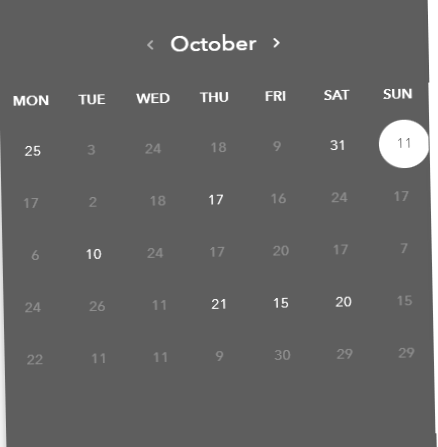 ‹ October ›
MON TUE WED THU FRI SAT SUN
25 3 24 18 9 31 11
17 2 18 17 16 24 17
6 10 24 17 20 17 7
24 26 11 21 15 20 15
22 11 11 9 30 29 29